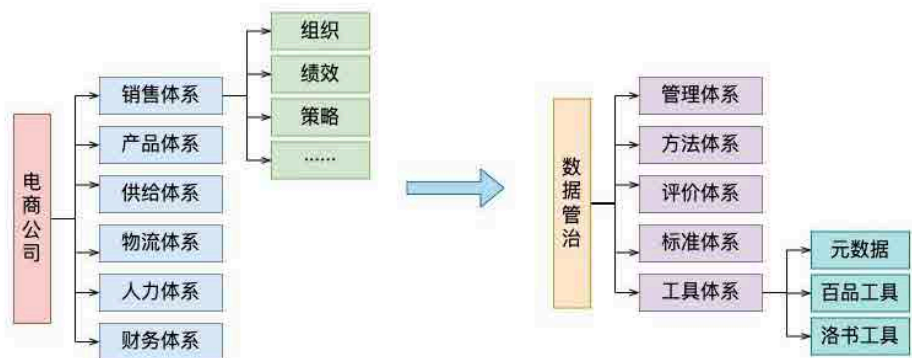 电商公司
销售体系
产品体系
供给体系
物流体系
人力体系
财务体系
组织
绩效
策略
……
数据管治
管理体系
方法体系
评价体系
标准体系
工具体系
元数据
百品工具
洛书工具